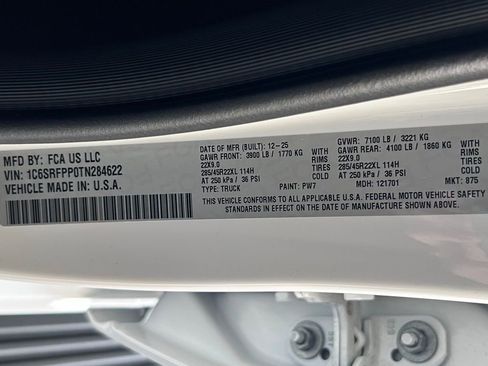 MFD BY: FCA US LLC
VIN: 1C6SRFPP0TN284622
VEHICLE MADE IN U.S.A.
DATE OF MFR (BUILT): 12-25 GVWR: 7100 LB / 3221 KG
GAWR FRONT: 3900 LB / 1770 KG WITH GAWR REAR: 4100 LB / 1860 KG WITH
22X9.0 RIMS 22X9.0 RIMS
285/45R22XL 114H TIRES 285/45R22XL 114H TIRES
AT 250 kPa / 36 PSI COLD AT 250 kPa / 36 PSI COLD
TYPE: TRUCK PAINT: PW7 MDH: 121701 MKT: 875
THIS VEHICLE CONFORMS TO ALL APPLICABLE U.S.A. FEDERAL MOTOR VEHICLE SAFETY
STANDARDS IN EFFECT ON THE DATE OF MANUFACTURE SHOWN ABOVE.